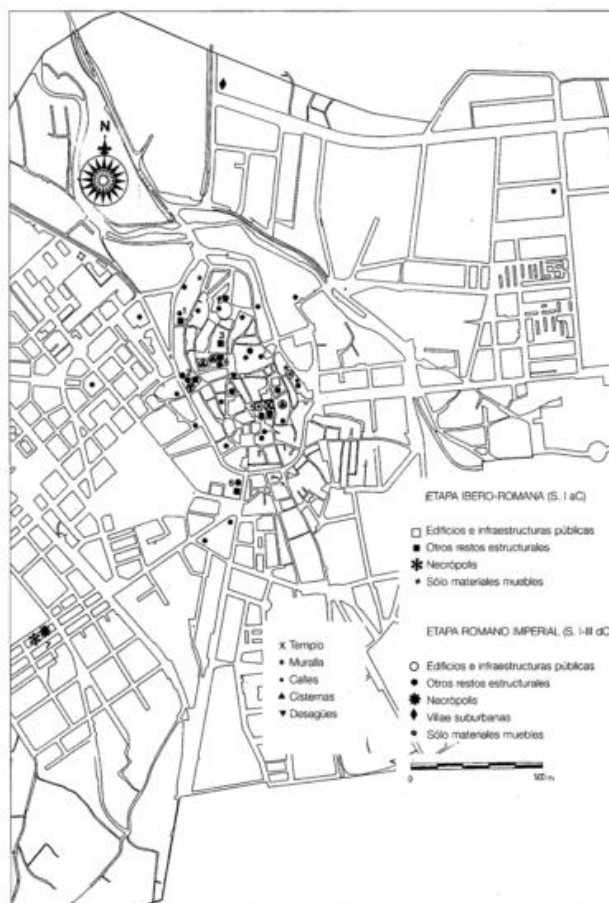 N
ETAPA IBERO-ROMANA (S. I aC)
Edificios e infraestructuras públicas
Otros restos estructurales
Necrópolis
Sólo materiales muebles
x Templo
Muralla
Calles
Cisternas
Desagües
ETAPA ROMANO IMPERIAL (S. I-III dC
Edificios e infraestructuras públicas
Otros restos estructurales
Necrópolis
Villae suburbanas
Sólo materiales muebles
0 500 m